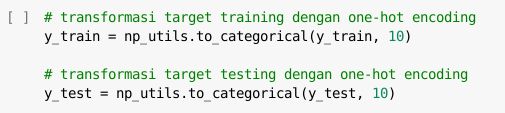 [ ] # transformasi target training dengan one-hot encoding
y_train = np_utils.to_categorical(y_train, 10)
# transformasi target testing dengan one-hot encoding
y_test = np_utils.to_categorical(y_test, 10)